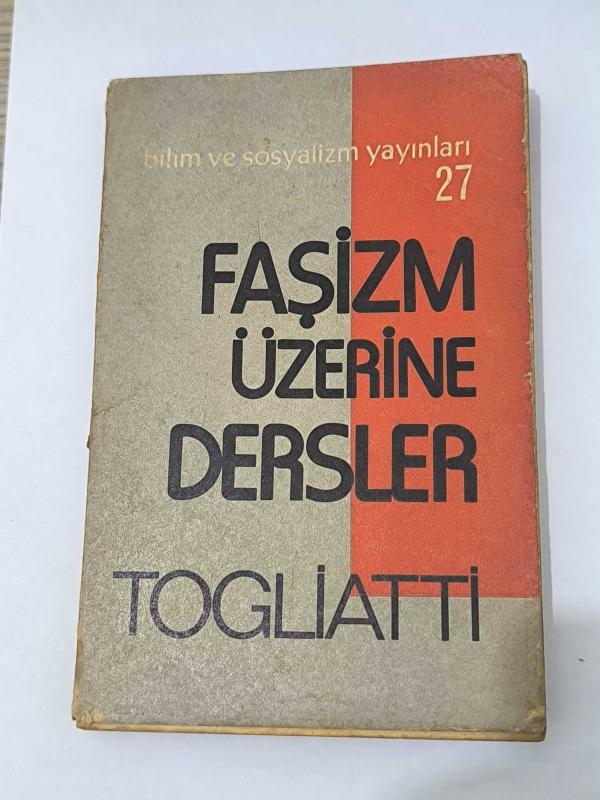 bilim ve sosyalizm yayınları
27
FAŞİZM
ÜZERİNE
DERSLER
TOGLİATTİ